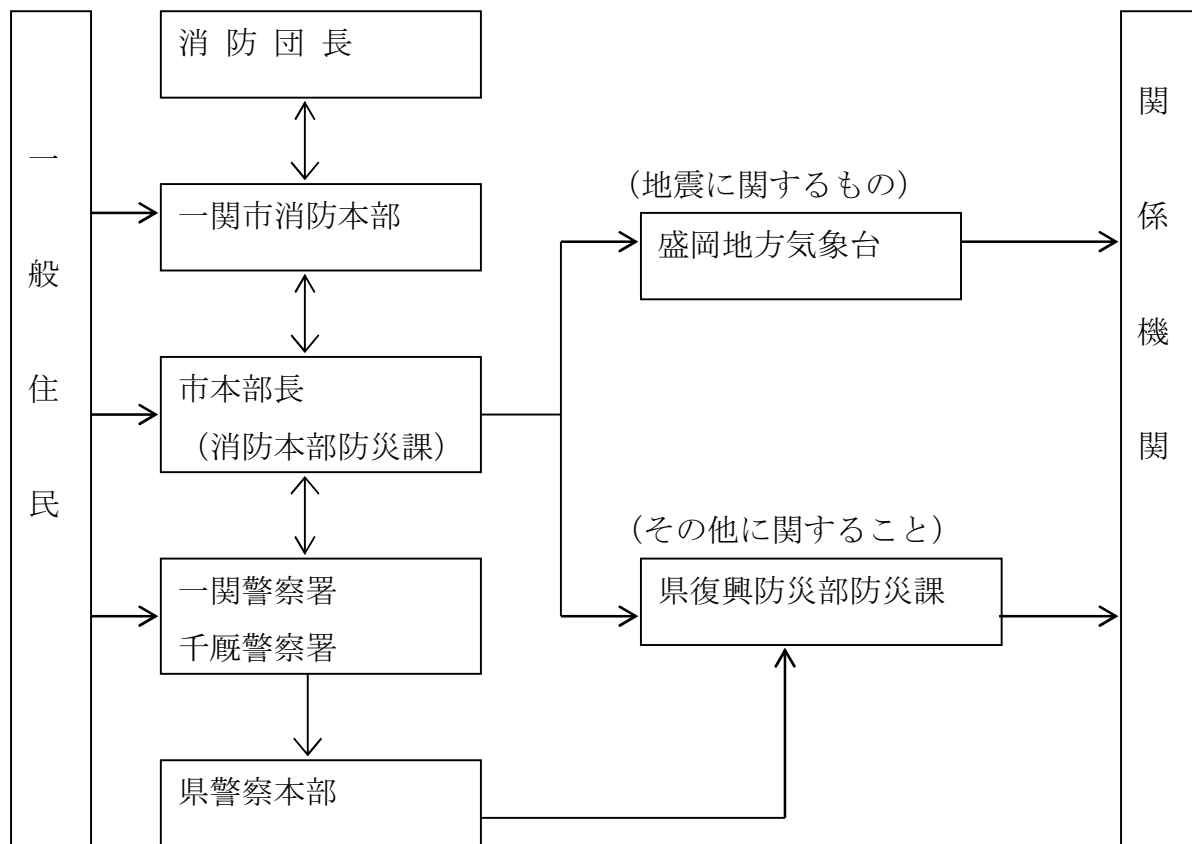 一般住民
消防団長
一関市消防本部
市本部長
（消防本部防災課）
一関警察署
千厩警察署
県警察本部
（地震に関するもの）
盛岡地方気象台
（その他に関すること）
県復興防災部防災課
関係機関